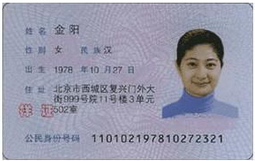 姓名 金阳
性别 女 民族 汉
出生 1978 年 10 月 27 日
住址 北京市西城区复兴门外大
街999号院11号楼3单元
502室
公民身份号码 110102197810272321